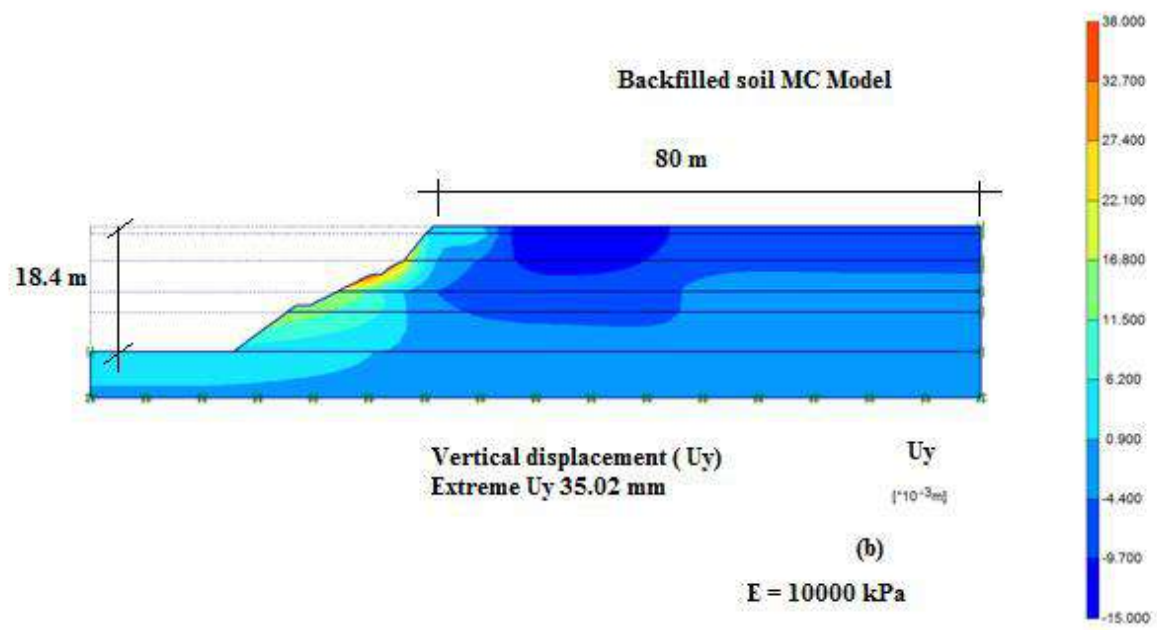 38.000
Backfilled soil MC Model
32.700
27.400
80 m
22.100
18.4 m
16.800
11.500
6.200
0.900
Vertical displacement ( Uy)
Uy
Extreme Uy 35.02 mm
[*10⁻³m]
-4.400
(b)
-9.700
E = 10000 kPa
-15.000